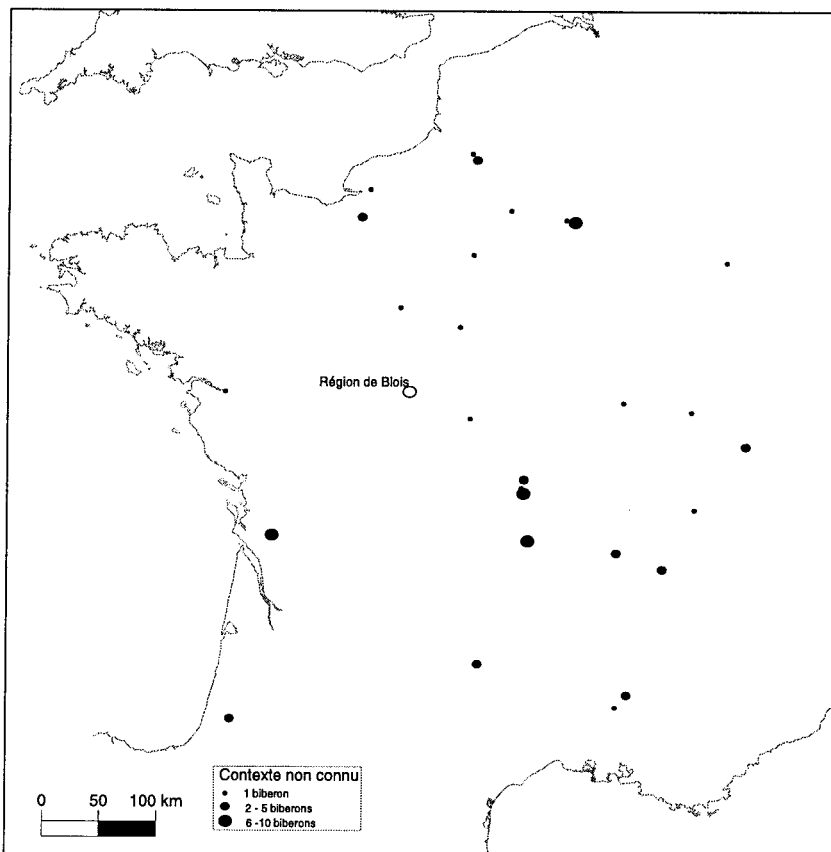 Région de Blois
Contexte non connu
1 biberon
2 - 5 biberons
6 -10 biberons
0 50 100 km